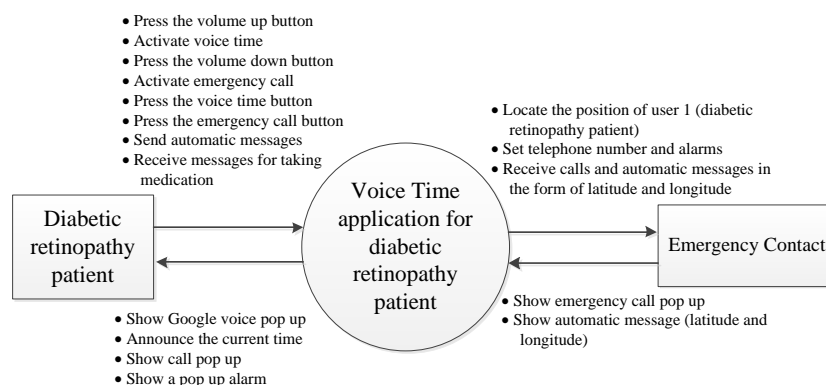 • Press the volume up button
• Activate voice time
• Press the volume down button
• Activate emergency call
• Press the voice time button
• Press the emergency call button
• Send automatic messages
• Receive messages for taking
medication
• Locate the position of user 1 (diabetic
retinopathy patient)
• Set telephone number and alarms
• Receive calls and automatic messages in
the form of latitude and longitude
Diabetic
retinopathy
patient
Voice Time
application for
diabetic
retinopathy
patient
Emergency Contact
• Show Google voice pop up
• Announce the current time
• Show call pop up
• Show a pop up alarm
• Show emergency call pop up
• Show automatic message (latitude and
longitude)